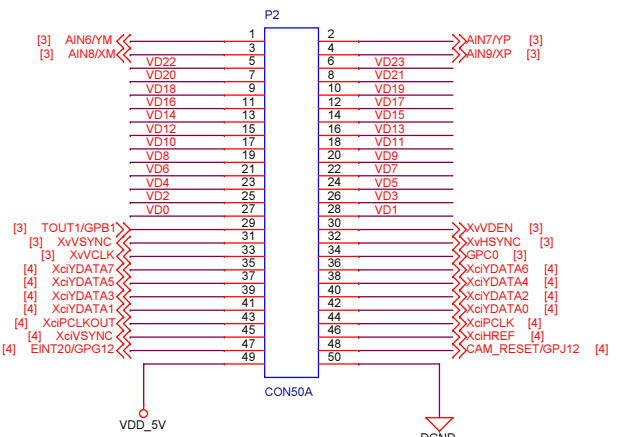 P2
[3] AIN6/YM 1 2 AIN7/YP [3]
[3] AIN8/XM 3 4 AIN9/XP [3]
VD22 5 6 VD23
VD20 7 8 VD21
VD18 9 10 VD19
VD16 11 12 VD17
VD14 13 14 VD15
VD12 15 16 VD13
VD10 17 18 VD11
VD8 19 20 VD9
VD6 21 22 VD7
VD4 23 24 VD5
VD2 25 26 VD3
VD0 27 28 VD1
[3] TOUT1/GPB1 29 30 XvVDEN [3]
[3] XvVSYNC 31 32 XvHSYNC [3]
[3] XvVCLK 33 34 GPC0 [3]
[4] XciYDATA7 35 36 XciYDATA6 [4]
[4] XciYDATA5 37 38 XciYDATA4 [4]
[4] XciYDATA3 39 40 XciYDATA2 [4]
[4] XciYDATA1 41 42 XciYDATA0 [4]
[4] XciPCLKOUT 43 44 XciPCLK [4]
[4] XciVSYNC 45 46 XciHREF [4]
[4] EINT20/GPG12 47 48 CAM_RESET/GPJ12 [4]
49 50
CON50A
VDD_5V
DGND